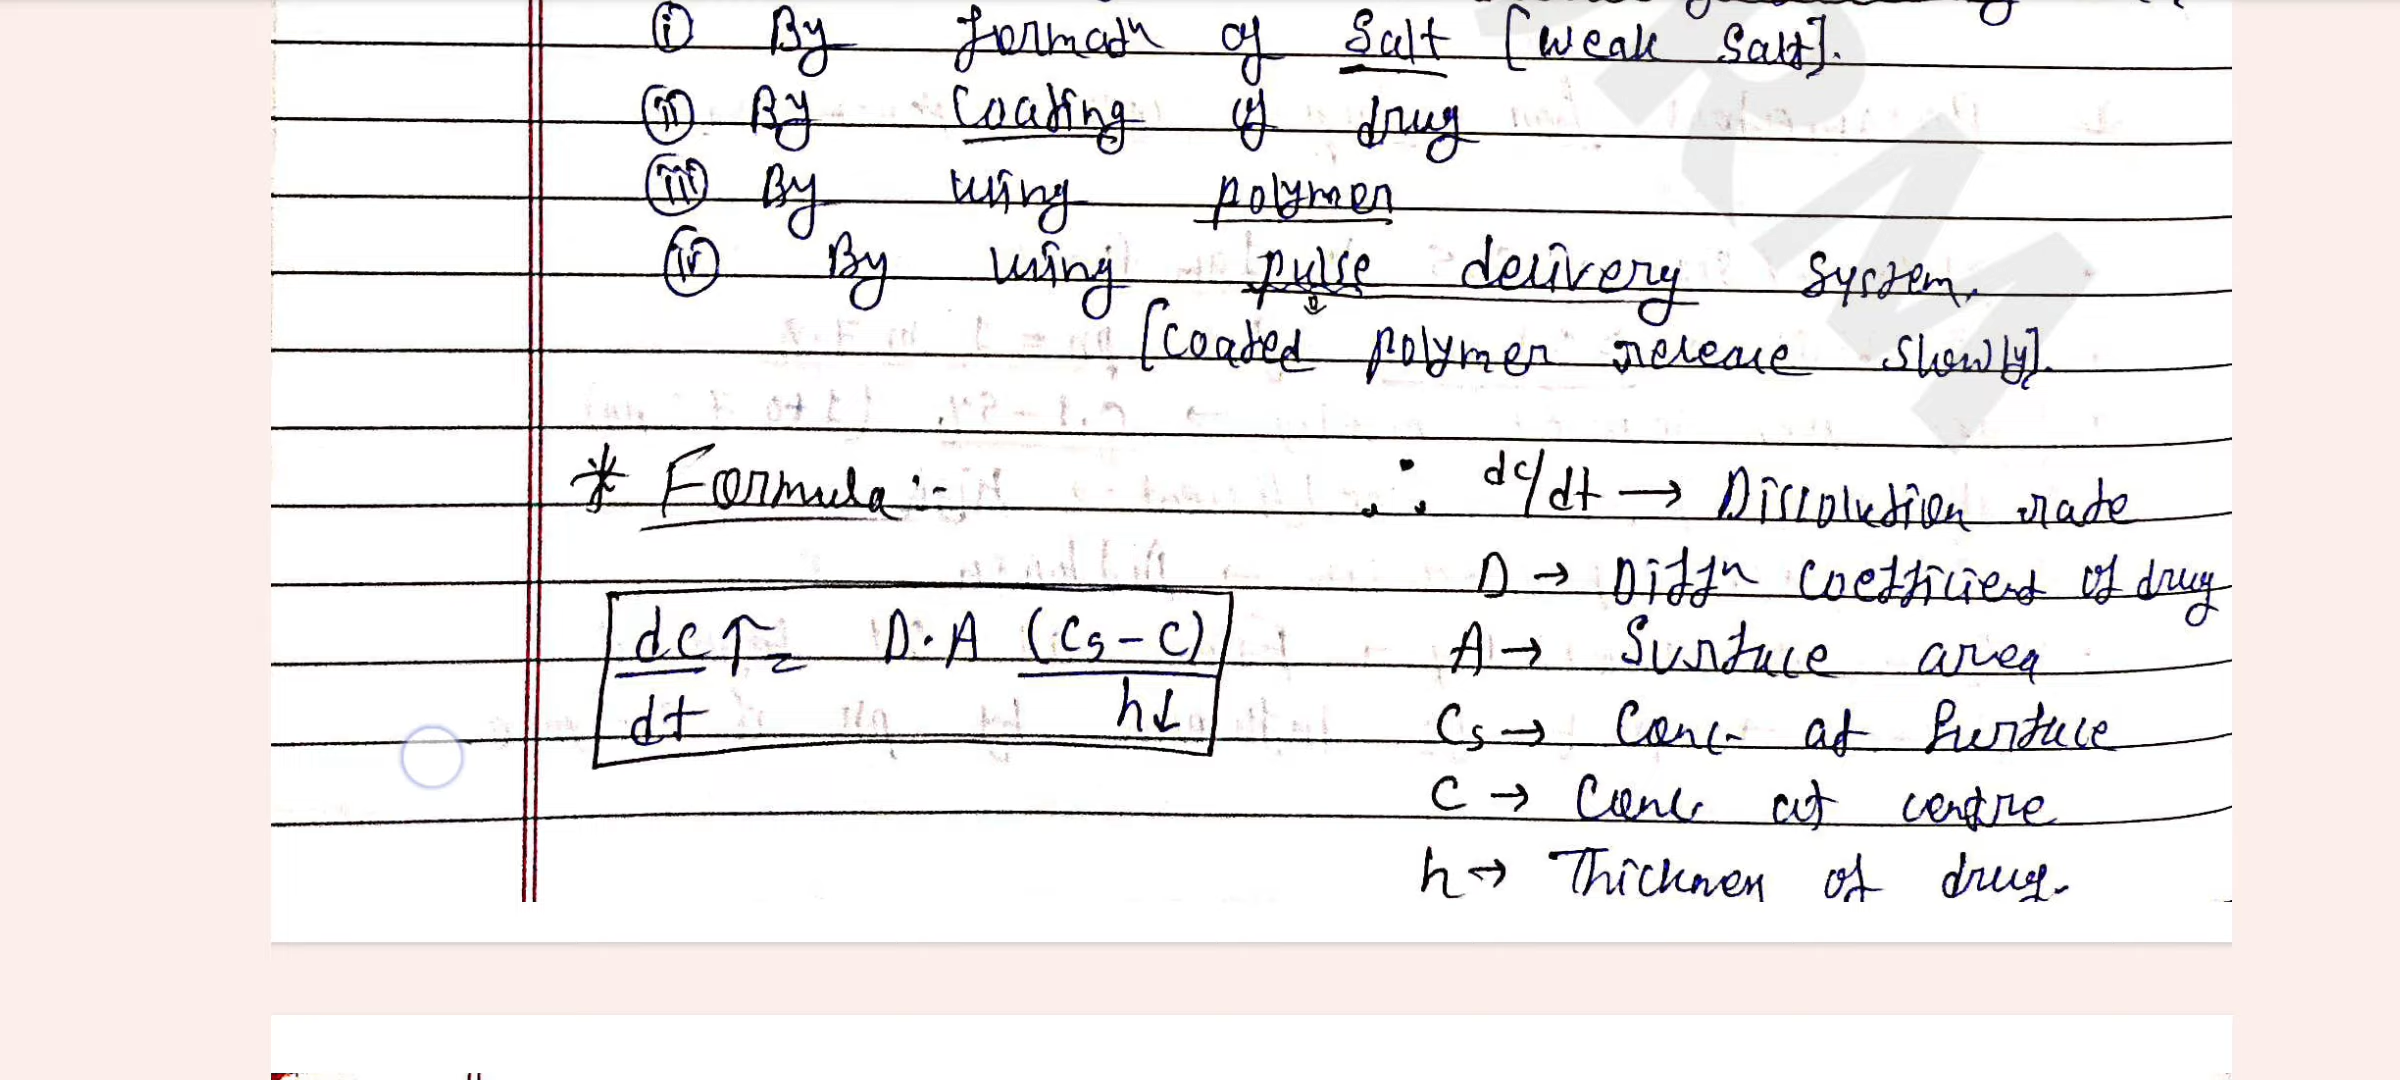 (i) By formatn of Salt [weak salt].
(ii) By Coating of drug
(iii) By using polymer
(iv) By using pulse delivery system.
[Coated polymer release slowly].
* Formula :-
∴ dc/dt → Dissolution rate
D → Diffn Coefficient of drug
dc/dt ↑ = D·A (Cs - C)/h↓
A → Surface area
Cs → Conc- at Surface
C → Conc at centre
h → Thickness of drug.